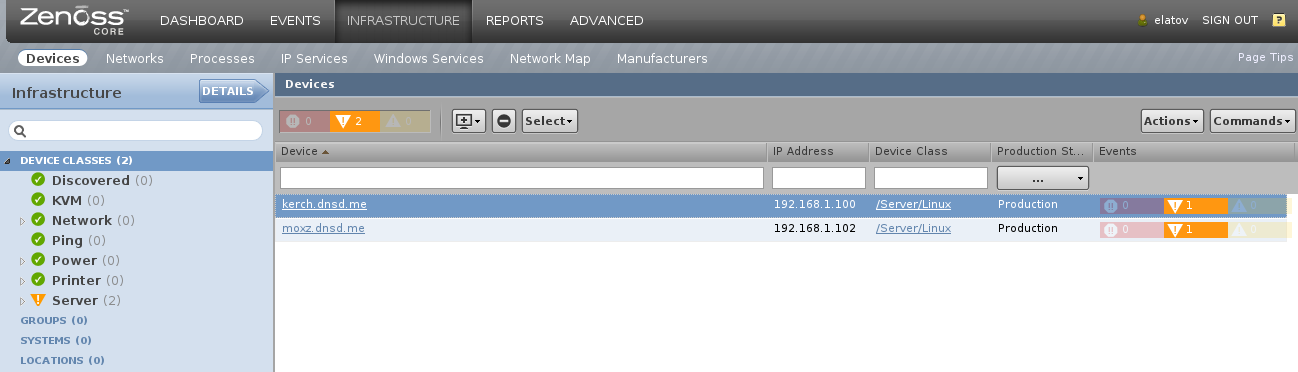 Zenoss™ CORE DASHBOARD EVENTS INFRASTRUCTURE REPORTS ADVANCED elatov SIGN OUT ?
Devices Networks Processes IP Services Windows Services Network Map Manufacturers Page Tips
Infrastructure DETAILS
Devices
0 2 0 Select Actions Commands
DEVICE CLASSES (2)
Discovered (0)
KVM (0)
Network (0)
Ping (0)
Power (0)
Printer (0)
Server (2)
GROUPS (0)
SYSTEMS (0)
LOCATIONS (0)
Device IP Address Device Class Production St... Events
...
kerch.dnsd.me 192.168.1.100 /Server/Linux Production 0 1 0
moxz.dnsd.me 192.168.1.102 /Server/Linux Production 0 1 0